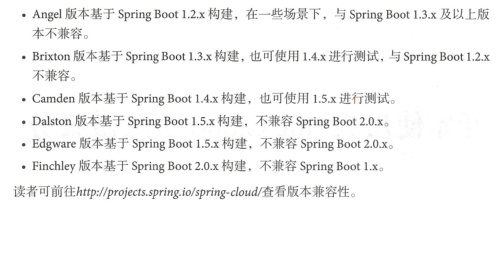 • Angel 版本基于 Spring Boot 1.2.x 构建，在一些场景下，与 Spring Boot 1.3.x 及以上版
本不兼容。
• Brixton 版本基于 Spring Boot 1.3.x 构建，也可使用 1.4.x 进行测试，与 Spring Boot 1.2.x
不兼容。
• Camden 版本基于 Spring Boot 1.4.x 构建，也可使用 1.5.x 进行测试。
• Dalston 版本基于 Spring Boot 1.5.x 构建，不兼容 Spring Boot 2.0.x。
• Edgware 版本基于 Spring Boot 1.5.x 构建，不兼容 Spring Boot 2.0.x。
• Finchley 版本基于 Spring Boot 2.0.x 构建，不兼容 Spring Boot 1.x。
读者可前往http://projects.spring.io/spring-cloud/查看版本兼容性。